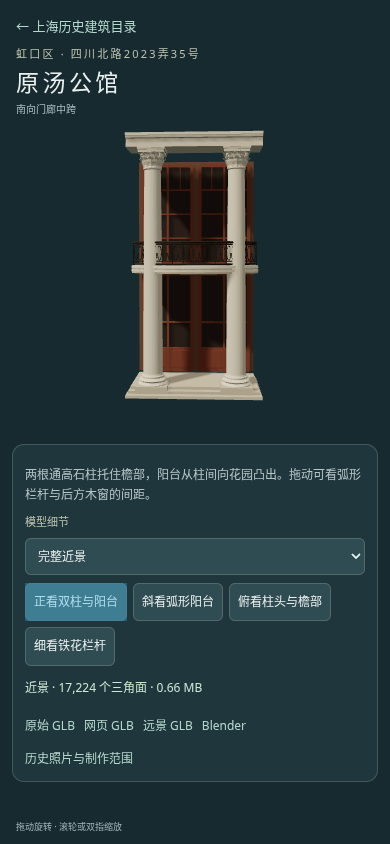 ← 上海历史建筑目录
虹口区 · 四川北路2023弄35号
原汤公馆
南向门廊中跨
两根通高石柱托住檐部，阳台从柱间向花园凸出。拖动可看弧形
栏杆与后方木窗的间距。
模型细节
完整近景
正看双柱与阳台 斜看弧形阳台 俯看柱头与檐部
细看铁花栏杆
近景 · 17,224 个三角面 · 0.66 MB
原始 GLB 网页 GLB 远景 GLB Blender
历史照片与制作范围
拖动旋转 · 滚轮或双指缩放